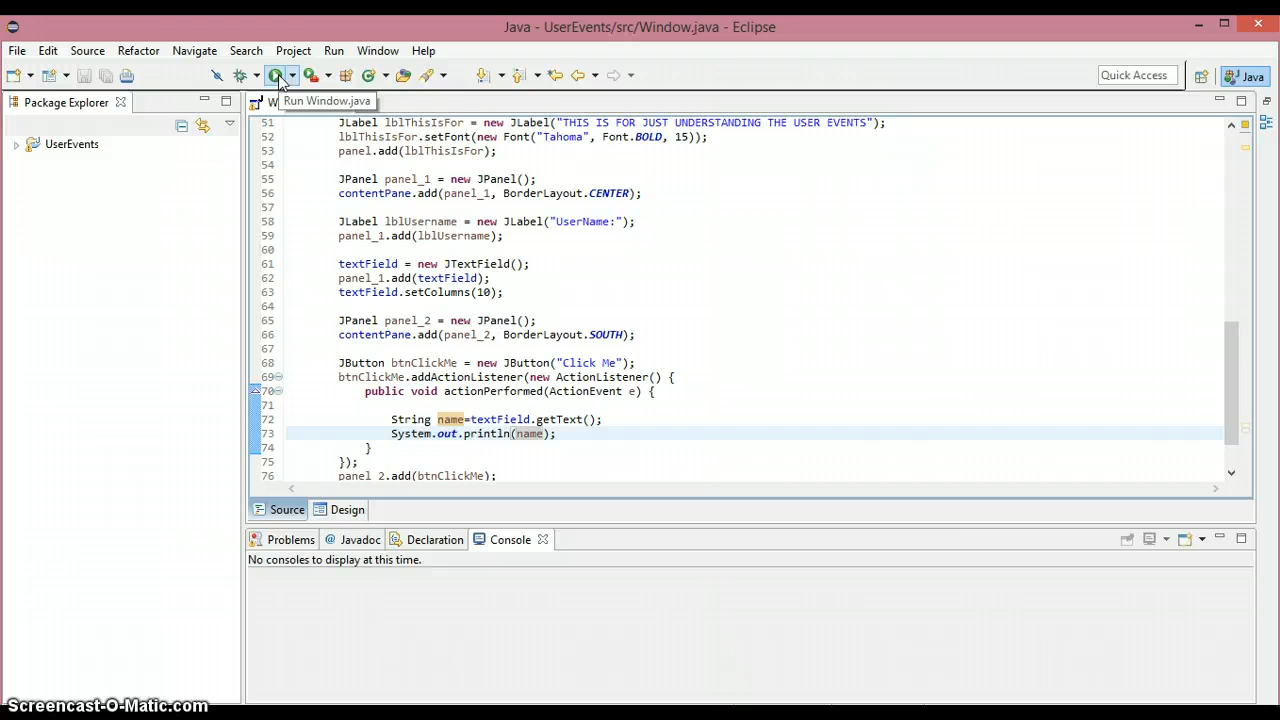 Java - UserEvents/src/Window.java - Eclipse
File Edit Source Refactor Navigate Search Project Run Window Help
Quick Access
Java
Package Explorer
W
Run Window.java
UserEvents
51 JLabel lblThisIsFor = new JLabel("THIS IS FOR JUST UNDERSTANDING THE USER EVENTS");
52 lblThisIsFor.setFont(new Font("Tahoma", Font.BOLD, 15));
53 panel.add(lblThisIsFor);
54
55 JPanel panel_1 = new JPanel();
56 contentPane.add(panel_1, BorderLayout.CENTER);
57
58 JLabel lblUsername = new JLabel("UserName:");
59 panel_1.add(lblUsername);
60
61 textField = new JTextField();
62 panel_1.add(textField);
63 textField.setColumns(10);
64
65 JPanel panel_2 = new JPanel();
66 contentPane.add(panel_2, BorderLayout.SOUTH);
67
68 JButton btnClickMe = new JButton("Click Me");
69 btnClickMe.addActionListener(new ActionListener() {
70 public void actionPerformed(ActionEvent e) {
71
72 String name=textField.getText();
73 System.out.println(name);
74 }
75 });
76 panel_2.add(btnClickMe);
Source Design
Problems @ Javadoc Declaration Console
No consoles to display at this time.
Screencast-O-Matic.com